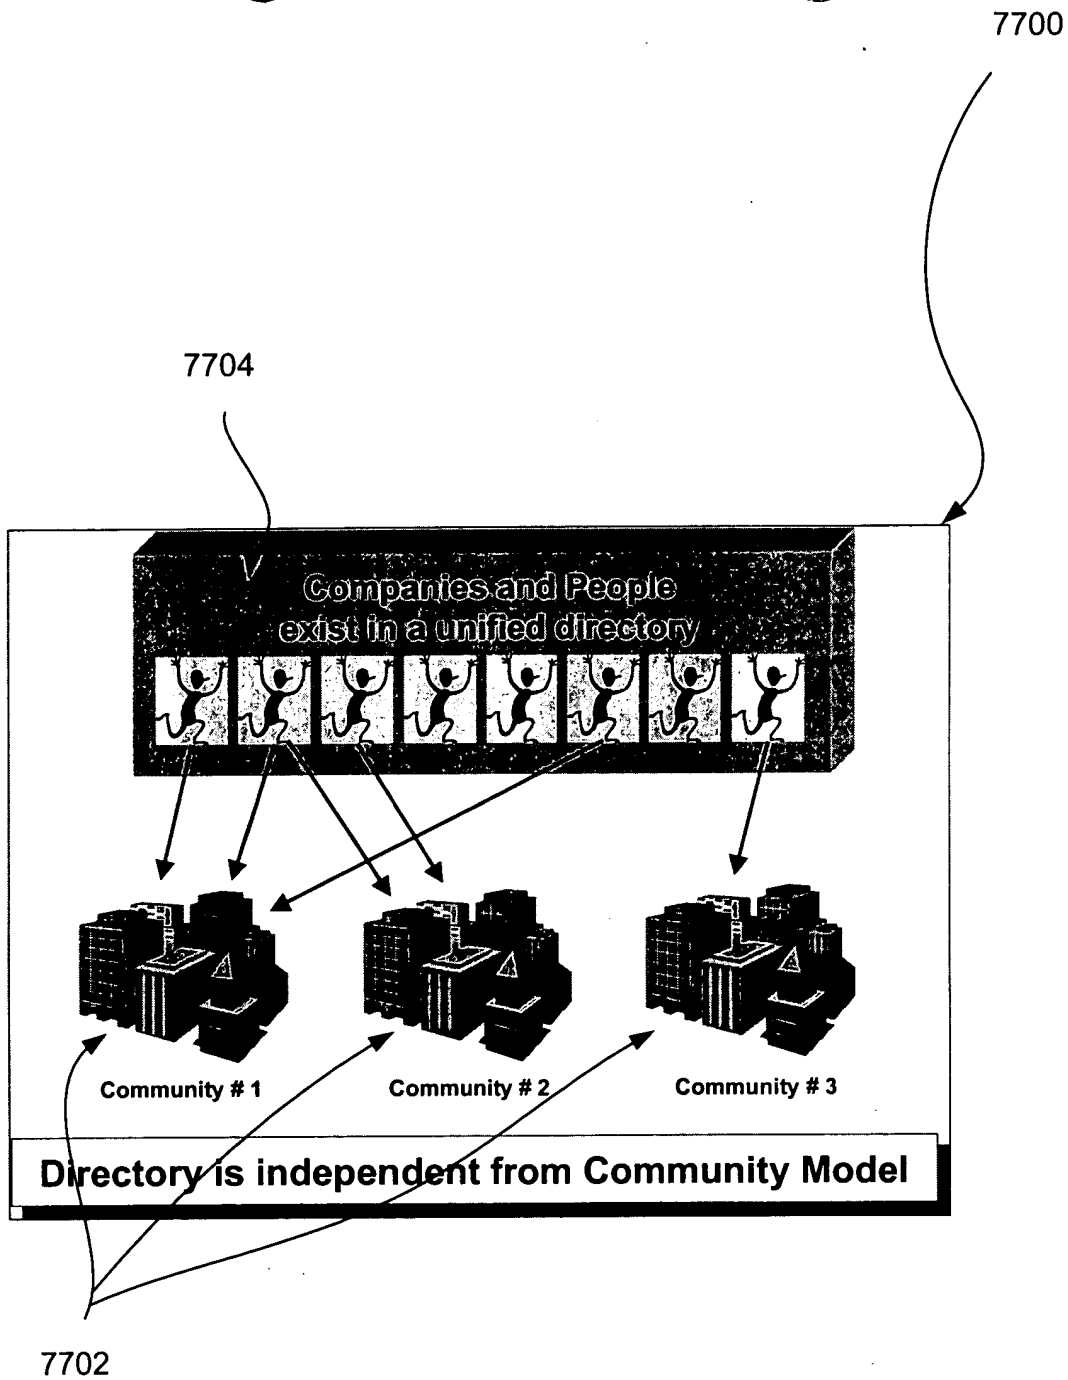 7700
7704
Companies and People
exist in a unified directory
Community # 1
Community # 2
Community # 3
Directory is independent from Community Model
7702